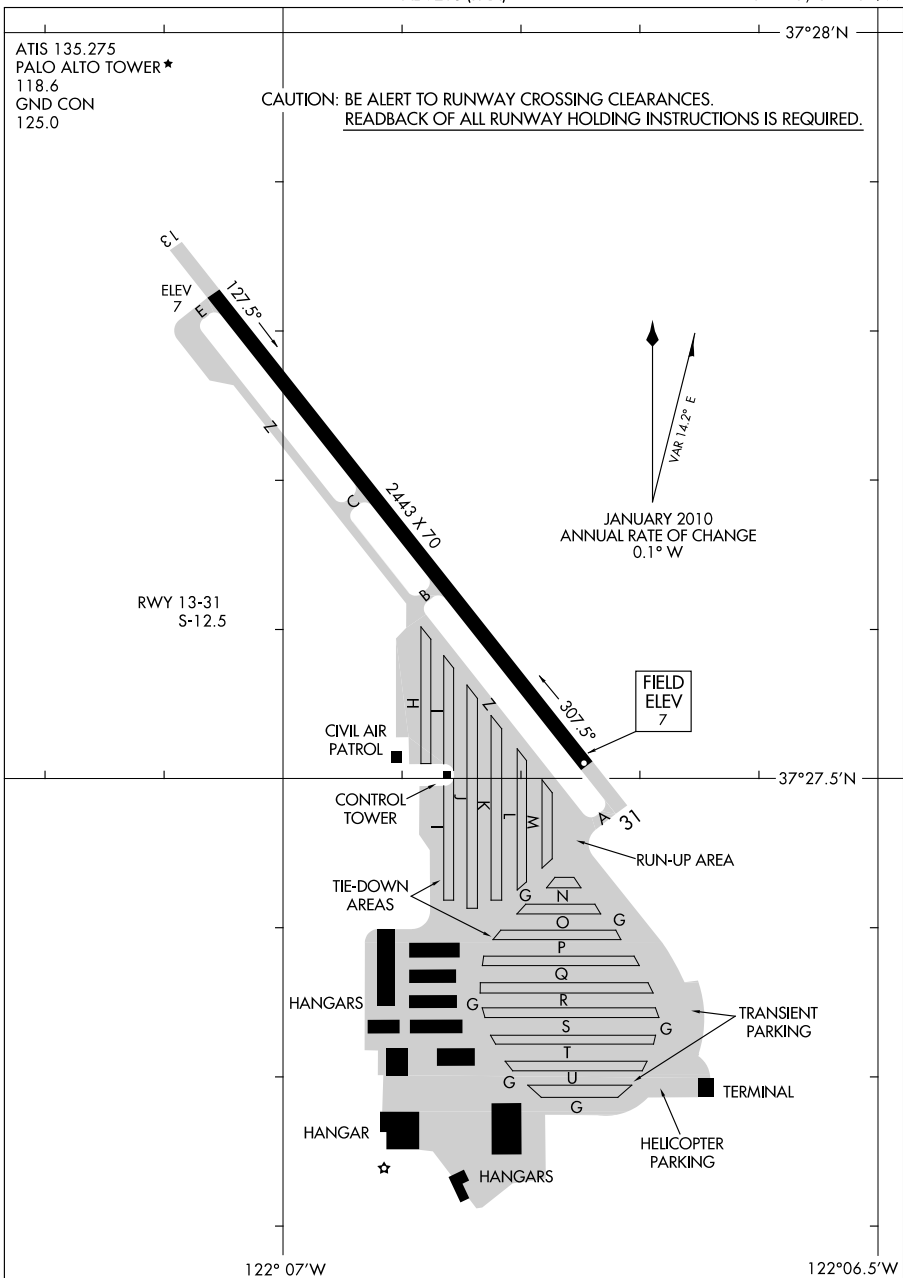 37°28'N
ATIS 135.275
PALO ALTO TOWER★
118.6
GND CON
125.0
CAUTION: BE ALERT TO RUNWAY CROSSING CLEARANCES.
READBACK OF ALL RUNWAY HOLDING INSTRUCTIONS IS REQUIRED.
13
ELEV
7
E
127.5°
Z
VAR 14.2° E
C
2443 X 70
JANUARY 2010
ANNUAL RATE OF CHANGE
0.1° W
RWY 13-31
S-12.5
B
FIELD
ELEV
7
H
I
Z
307.5°
CIVIL AIR
PATROL
37°27.5'N
CONTROL
TOWER
I
J
K
L
M
A
31
RUN-UP AREA
TIE-DOWN
AREAS
G
N
O
G
P
Q
HANGARS
G
R
S
G
TRANSIENT
PARKING
T
G
U
G
TERMINAL
HANGAR
HELICOPTER
PARKING
HANGARS
122° 07'W
122°06.5'W